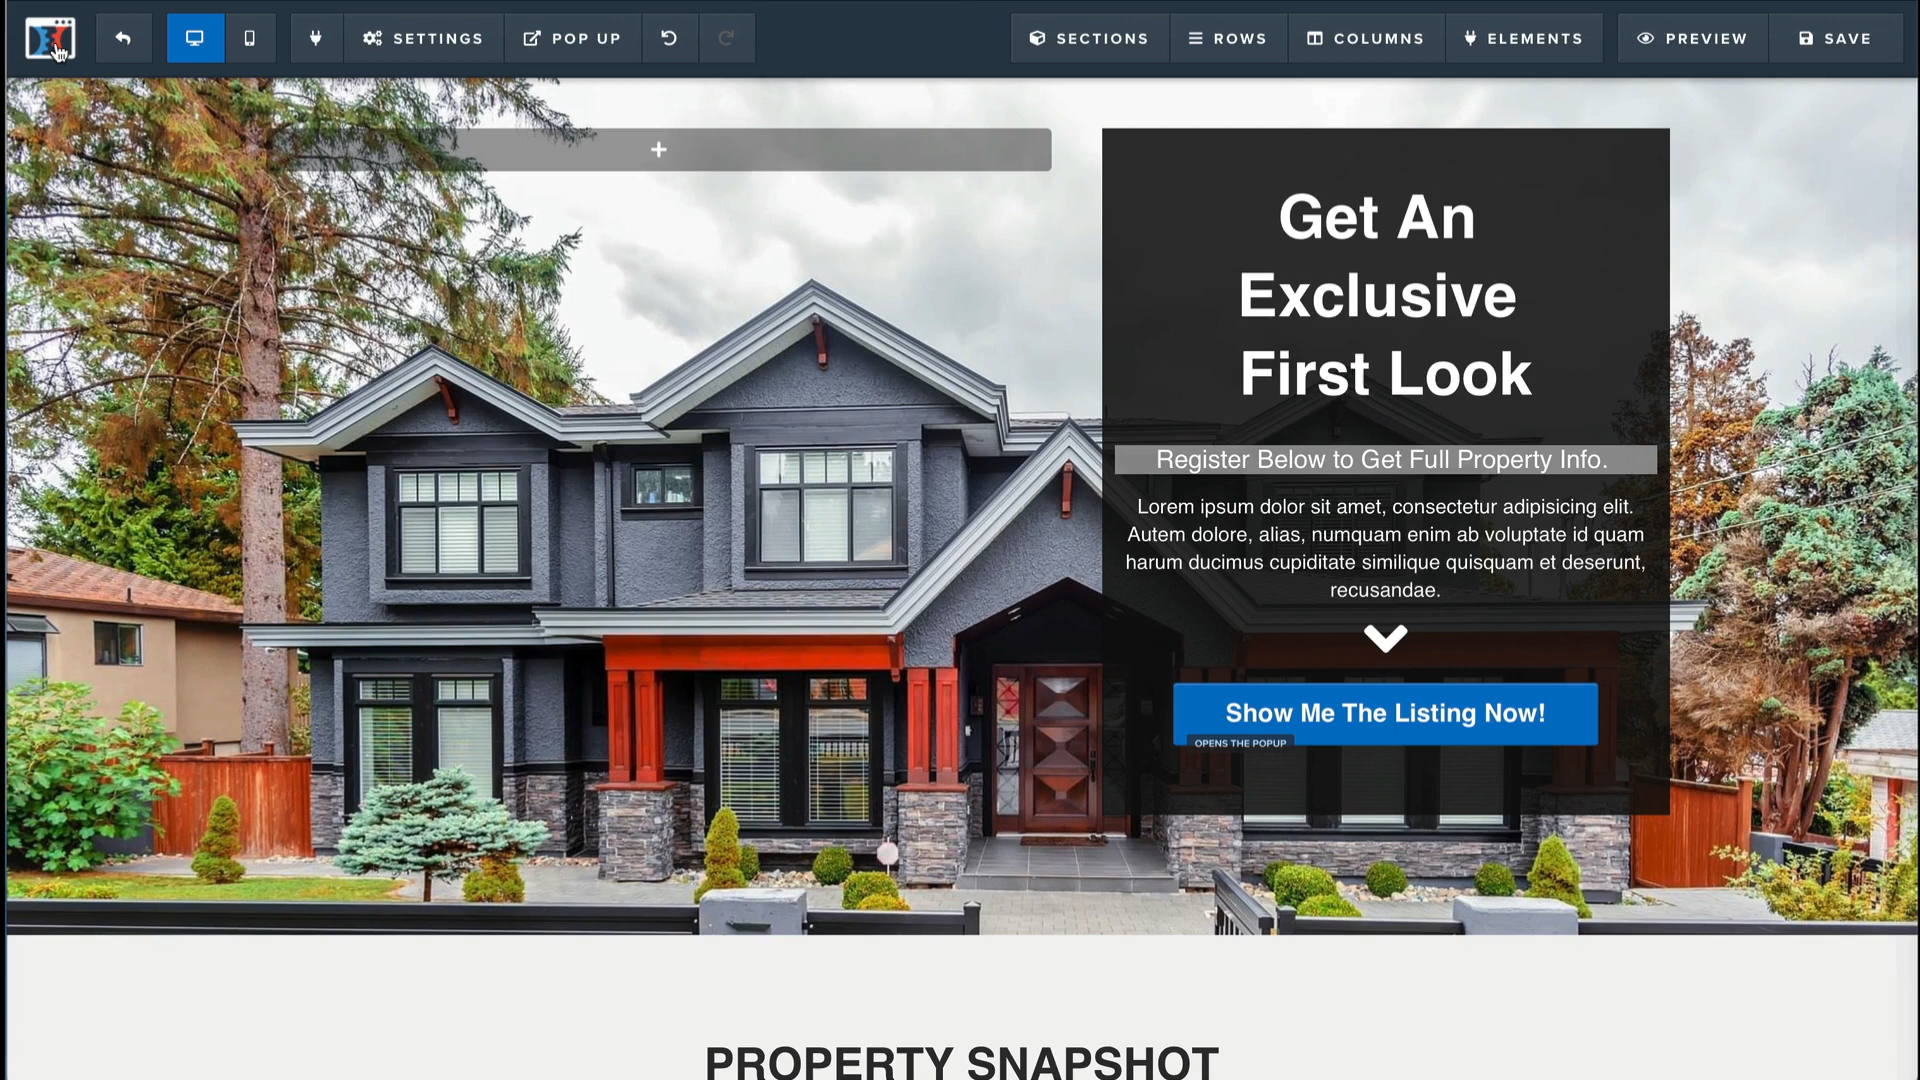 SETTINGS
POP UP
SECTIONS
ROWS
COLUMNS
ELEMENTS
PREVIEW
SAVE
Get An
Exclusive
First Look
Register Below to Get Full Property Info.
Lorem ipsum dolor sit amet, consectetur adipisicing elit.
Autem dolore, alias, numquam enim ab voluptate id quam
harum ducimus cupiditate similique quisquam et deserunt,
recusandae.
Show Me The Listing Now!
OPENS THE POPUP
PROPERTY SNAPSHOT